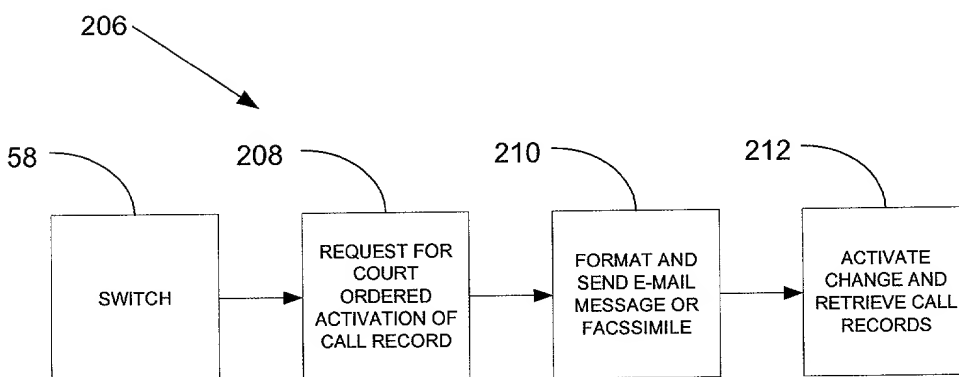 206
58
208
210
212
SWITCH
REQUEST FOR
COURT
ORDERED
ACTIVATION OF
CALL RECORD
FORMAT AND
SEND E-MAIL
MESSAGE OR
FACSSIMILE
ACTIVATE
CHANGE AND
RETRIEVE CALL
RECORDS